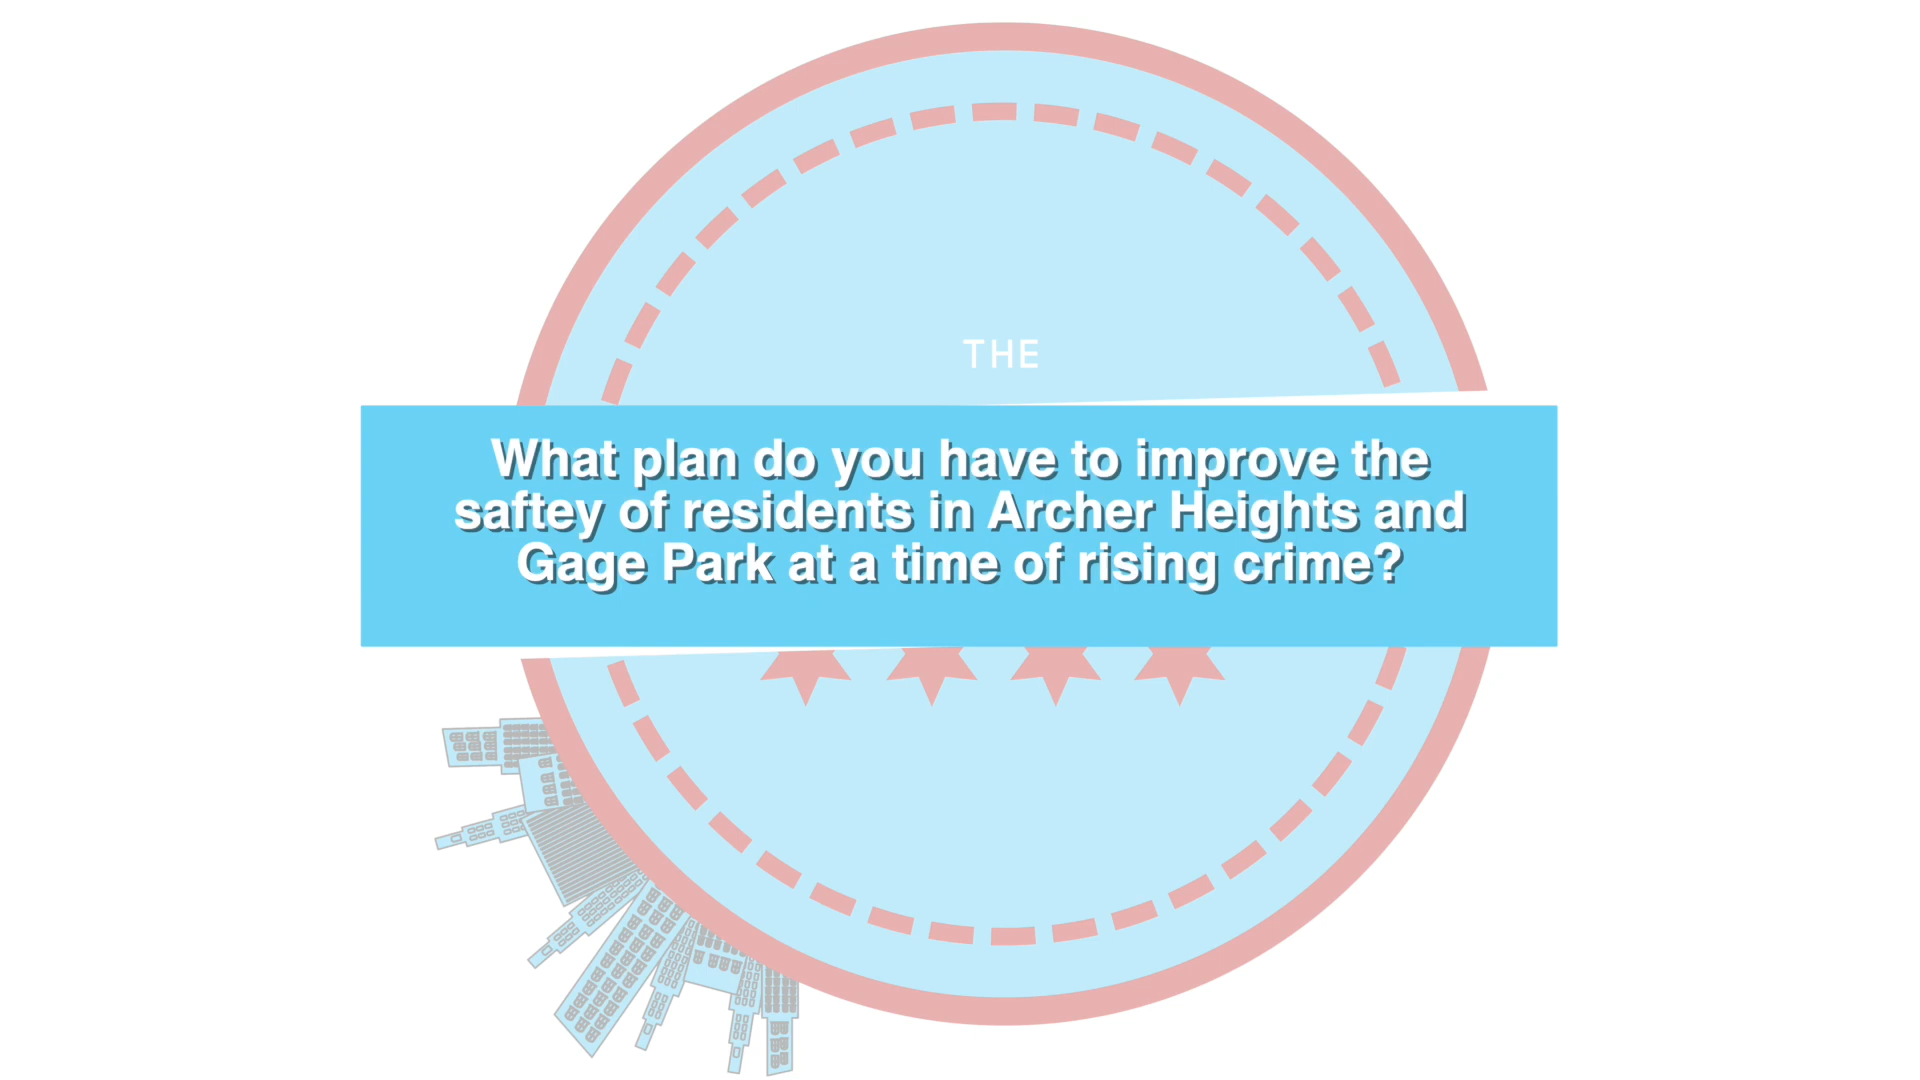 THE
What plan do you have to improve the
saftey of residents in Archer Heights and
Gage Park at a time of rising crime?